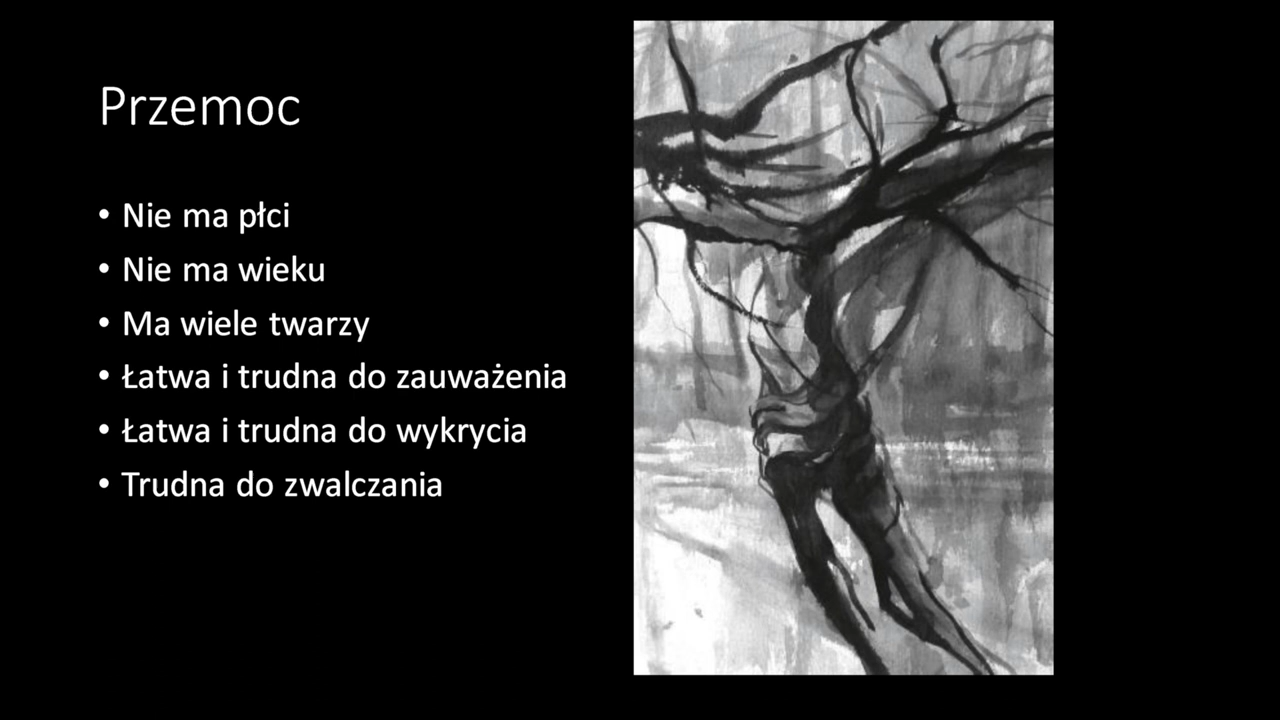 Przemoc
• Nie ma płci
• Nie ma wieku
• Ma wiele twarzy
• Łatwa i trudna do zauważenia
• Łatwa i trudna do wykrycia
• Trudna do zwalczania